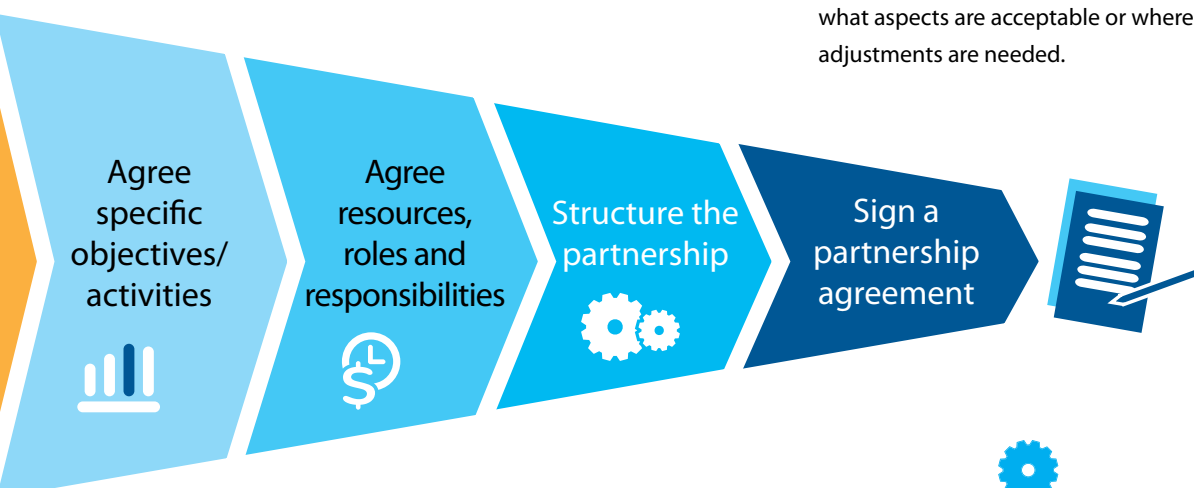 what aspects are acceptable or where
adjustments are needed.
Agree
specific
objectives/
activities
Agree
resources,
roles and
responsibilities
Structure the
partnership
Sign a
partnership
agreement
$